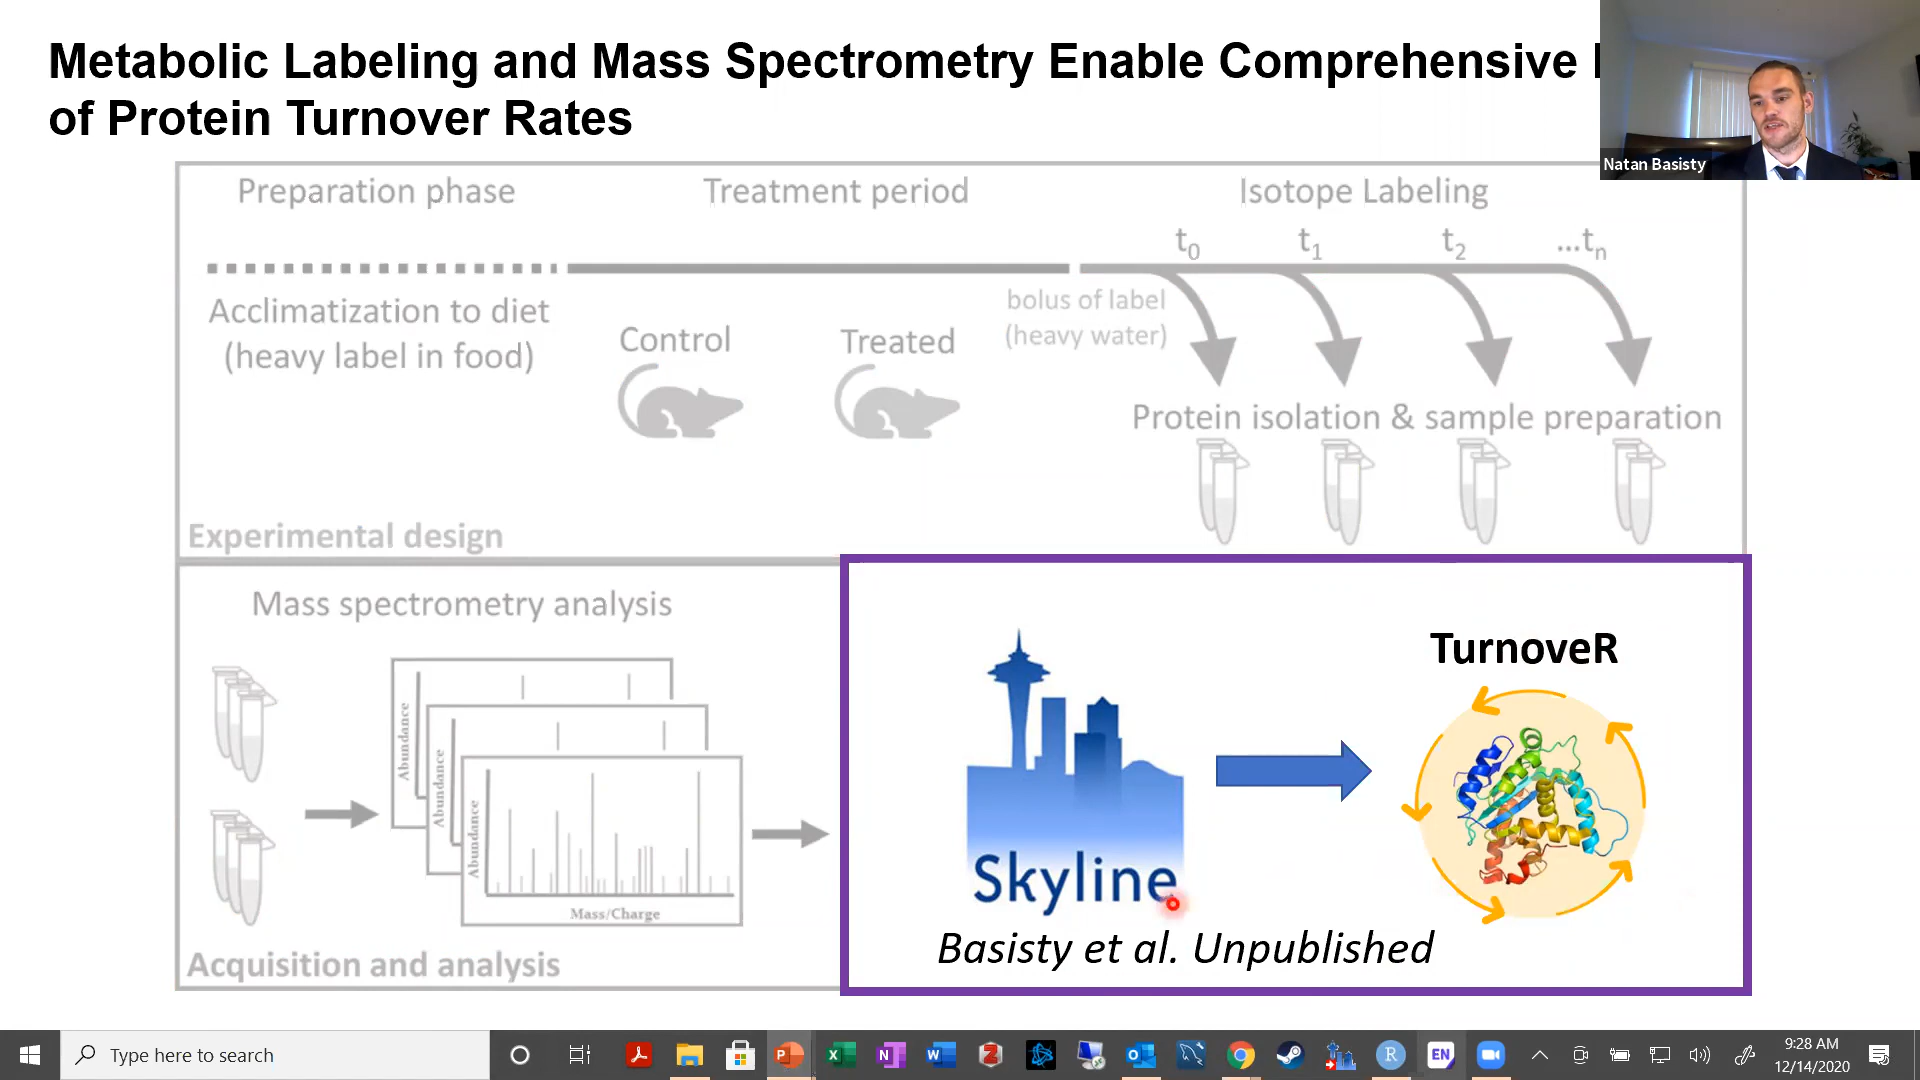 Metabolic Labeling and Mass Spectrometry Enable Comprehensive
of Protein Turnover Rates
Natan Basisty
Preparation phase
Treatment period
Isotope Labeling
t0
t1
t2
...tn
Acclimatization to diet
(heavy label in food)
Control
Treated
bolus of label
(heavy water)
Protein isolation & sample preparation
Experimental design
Mass spectrometry analysis
Abundance
Abundance
Abundance
Mass/Charge
Acquisition and analysis
Skyline
TurnoveR
Basisty et al. Unpublished
Type here to search
EN
9:28 AM
12/14/2020